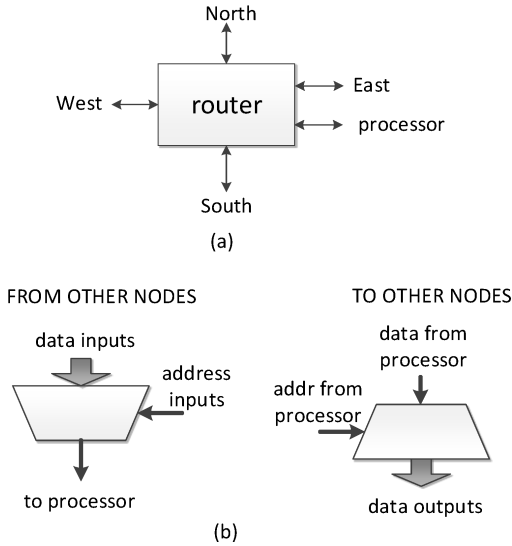 North
West
router
East
processor
South
(a)
FROM OTHER NODES
TO OTHER NODES
data inputs
address
inputs
to processor
data from
processor
addr from
processor
data outputs
(b)